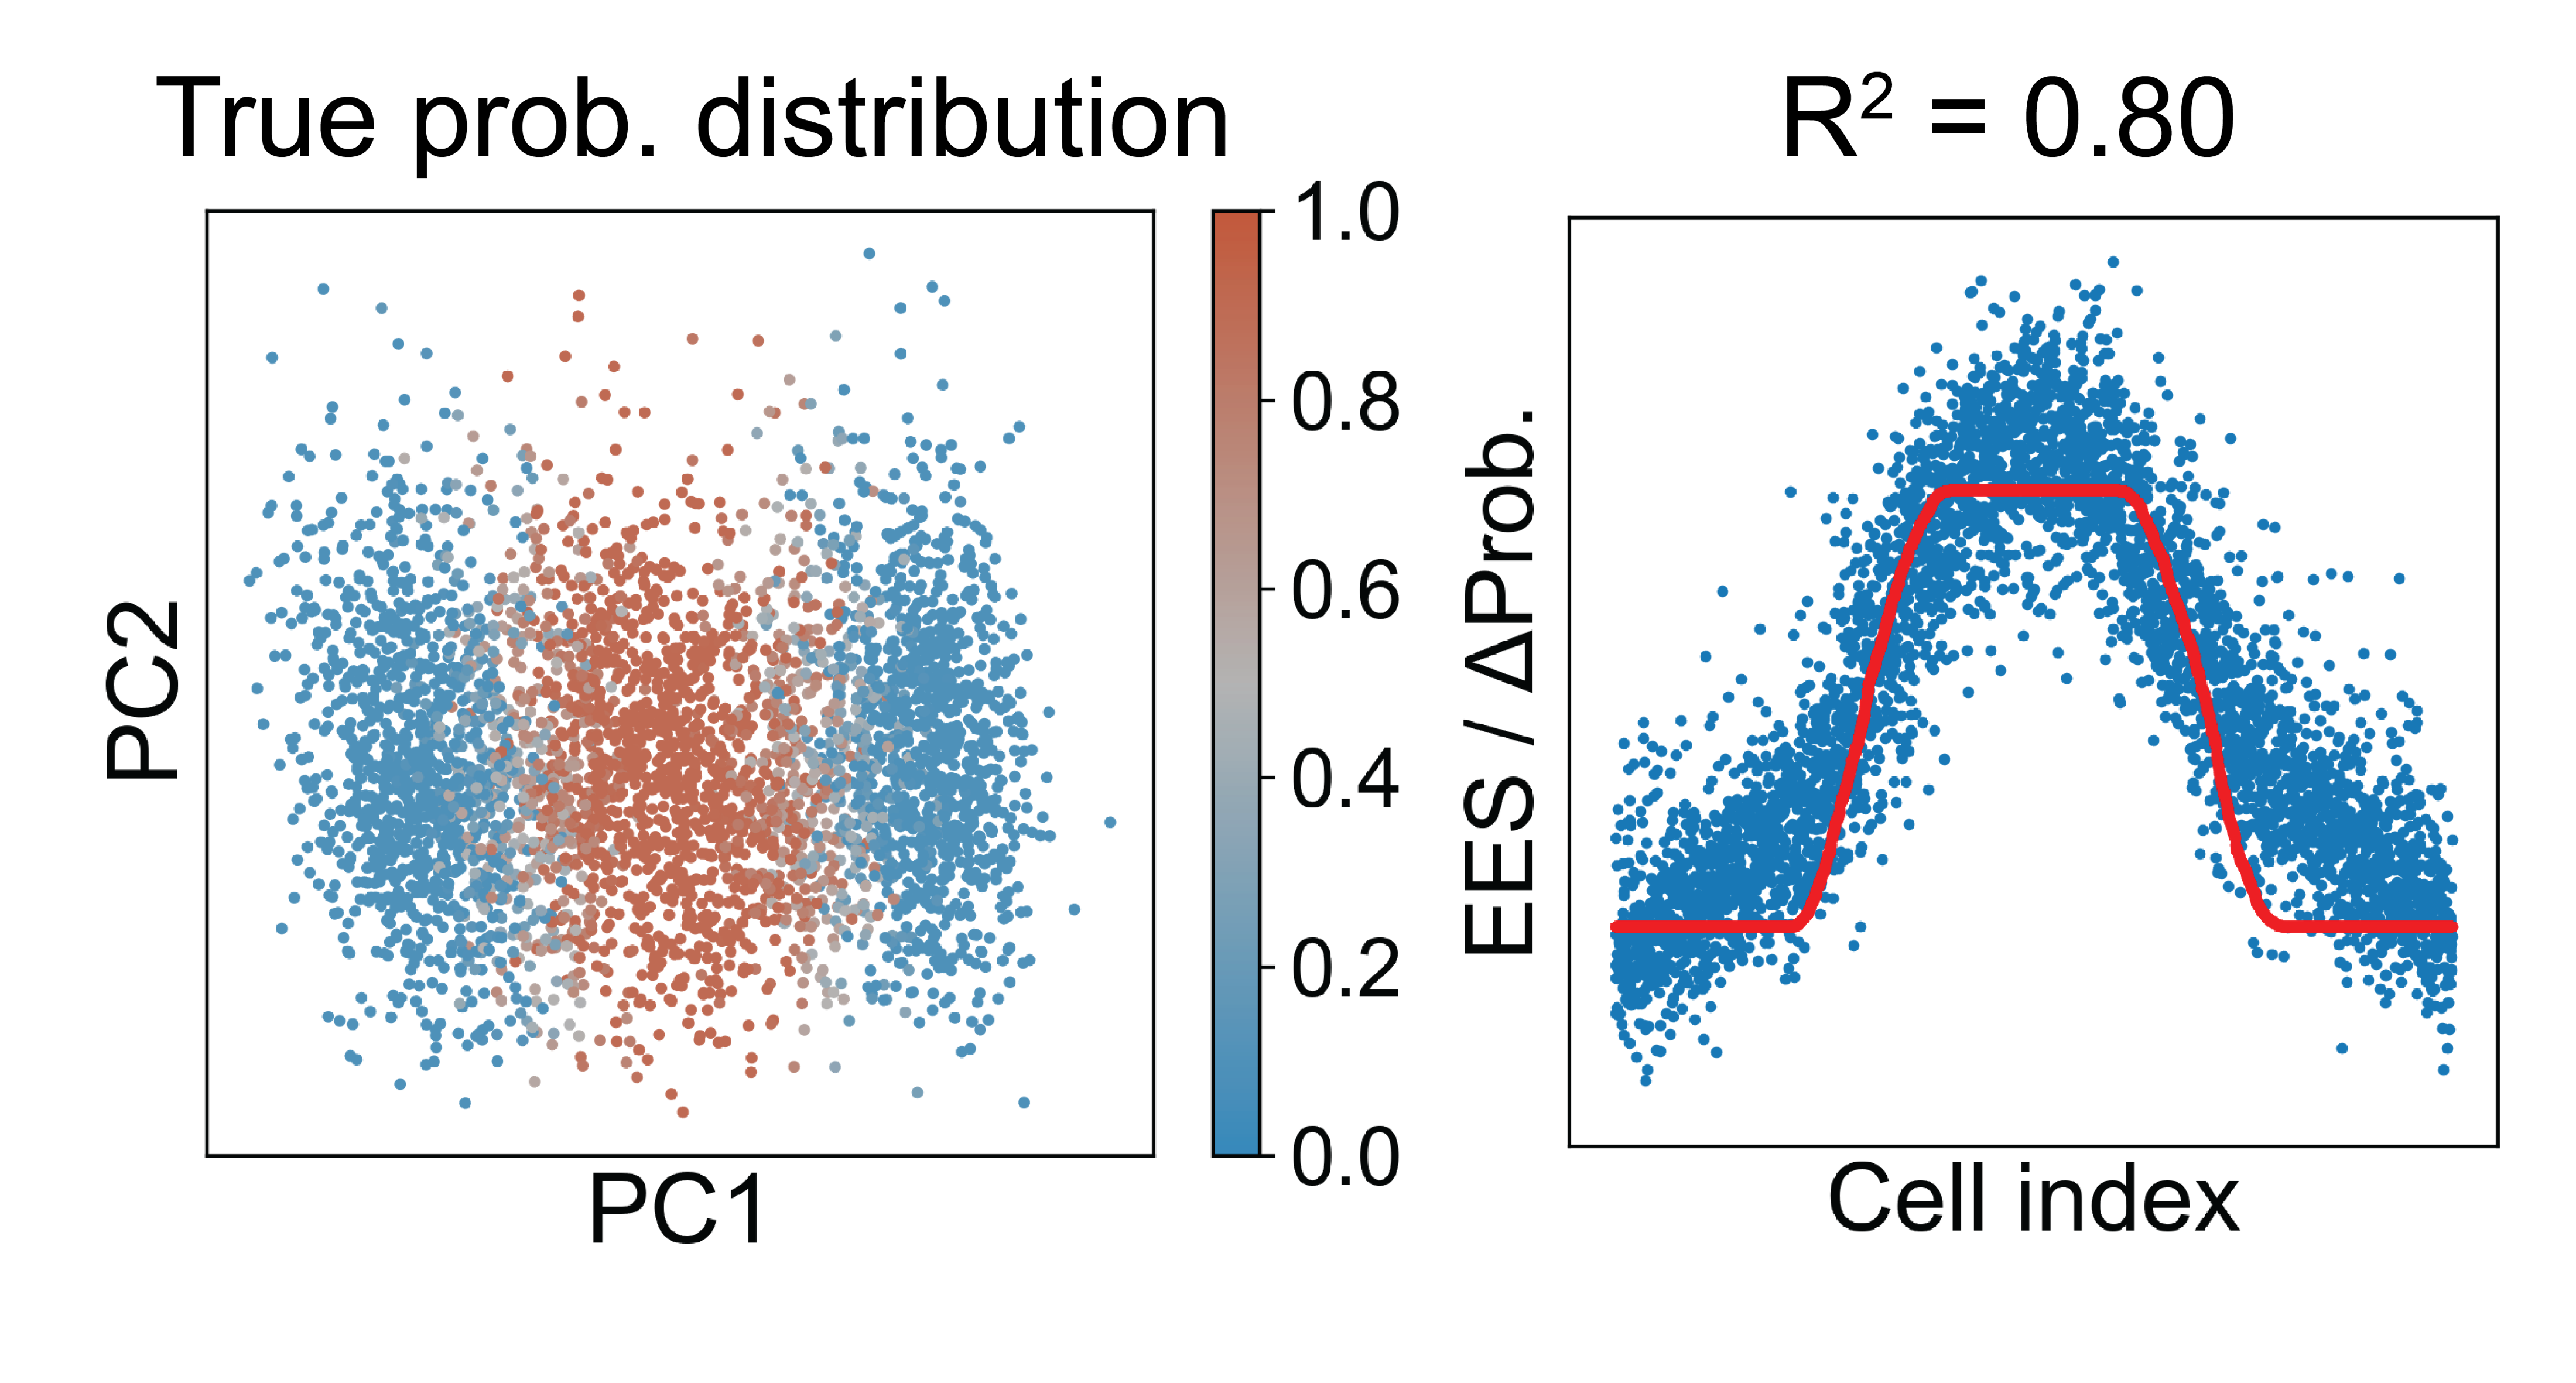 True prob. distribution
PC2
PC1
1.0
0.8
0.6
0.4
0.2
0.0
R² = 0.80
EES / ΔProb.
Cell index